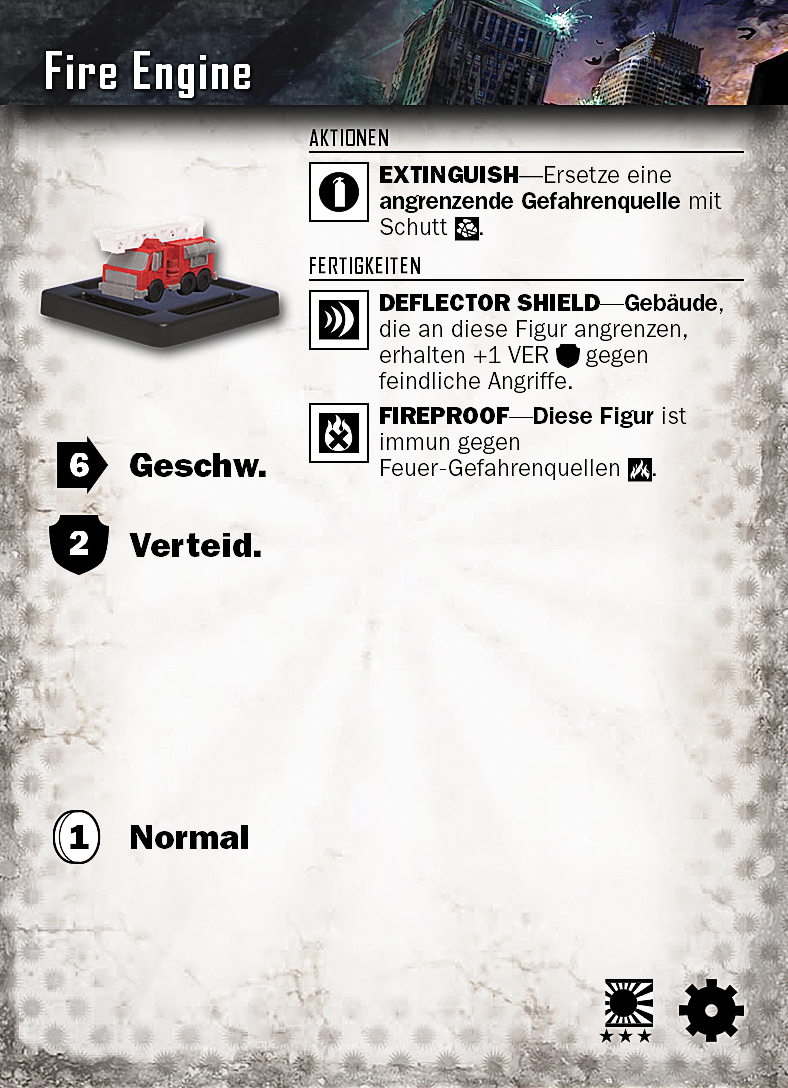 Fire Engine
AKTIONEN
EXTINGUISH—Ersetze eine
angrenzende Gefahrenquelle mit
Schutt.
FERTIGKEITEN
DEFLECTOR SHIELD—Gebäude,
die an diese Figur angrenzen,
erhalten +1 VER gegen
feindliche Angriffe.
FIREPROOF—Diese Figur ist
immun gegen
Feuer-Gefahrenquellen.
6 Geschw.
2 Verteid.
1 Normal